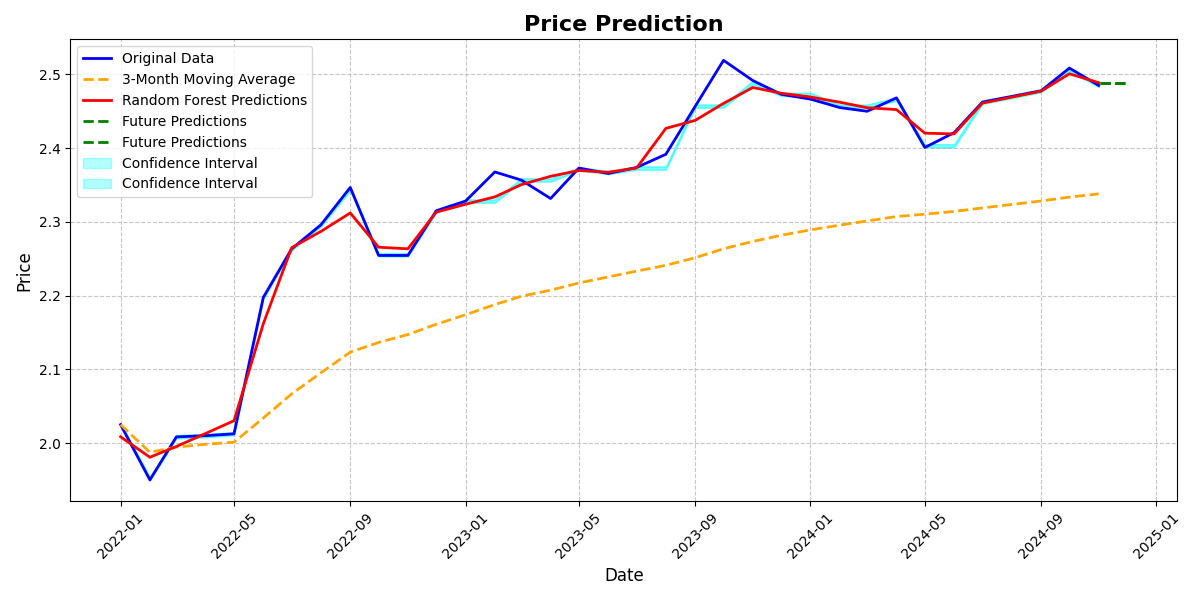 Price Prediction
Original Data
3-Month Moving Average
Random Forest Predictions
Future Predictions
Future Predictions
Confidence Interval
Confidence Interval
2.5
2.4
2.3
2.2
2.1
2.0
Price
2022-01
2022-05
2022-09
2023-01
2023-05
2023-09
2024-01
2024-05
2024-09
2025-01
Date